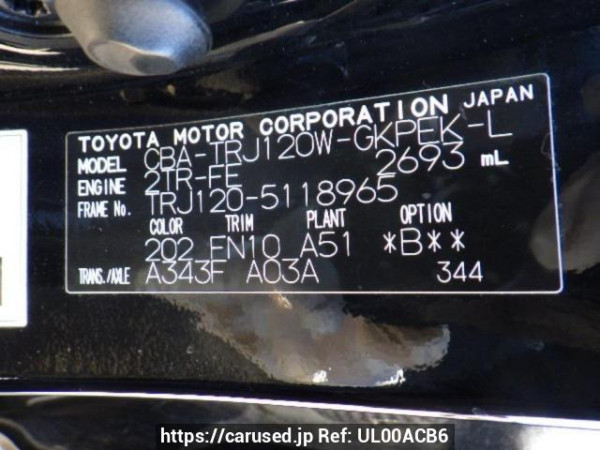 TOYOTA MOTOR CORPORATION JAPAN
MODEL CBA-TRJ120W-GKPEK-L
ENGINE 2TR-FE 2693 mL
FRAME No. TRJ120-5118965
COLOR TRIM PLANT OPTION
202 FN10 A51 *B**
TRANS./AXLE A343F A03A 344
https://carused.jp Ref: UL00ACB6